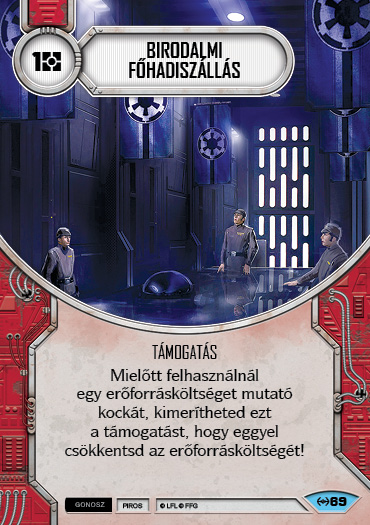 1
BIRODALMI
FŐHADISZÁLLÁS
TÁMOGATÁS
Mielőtt felhasználnál
egy erőforrásköltséget mutató
kockát, kimerítheted ezt
a támogatást, hogy eggyel
csökkentsd az erőforrásköltségét!
GONOSZ PIROS © LFL © FFG 69